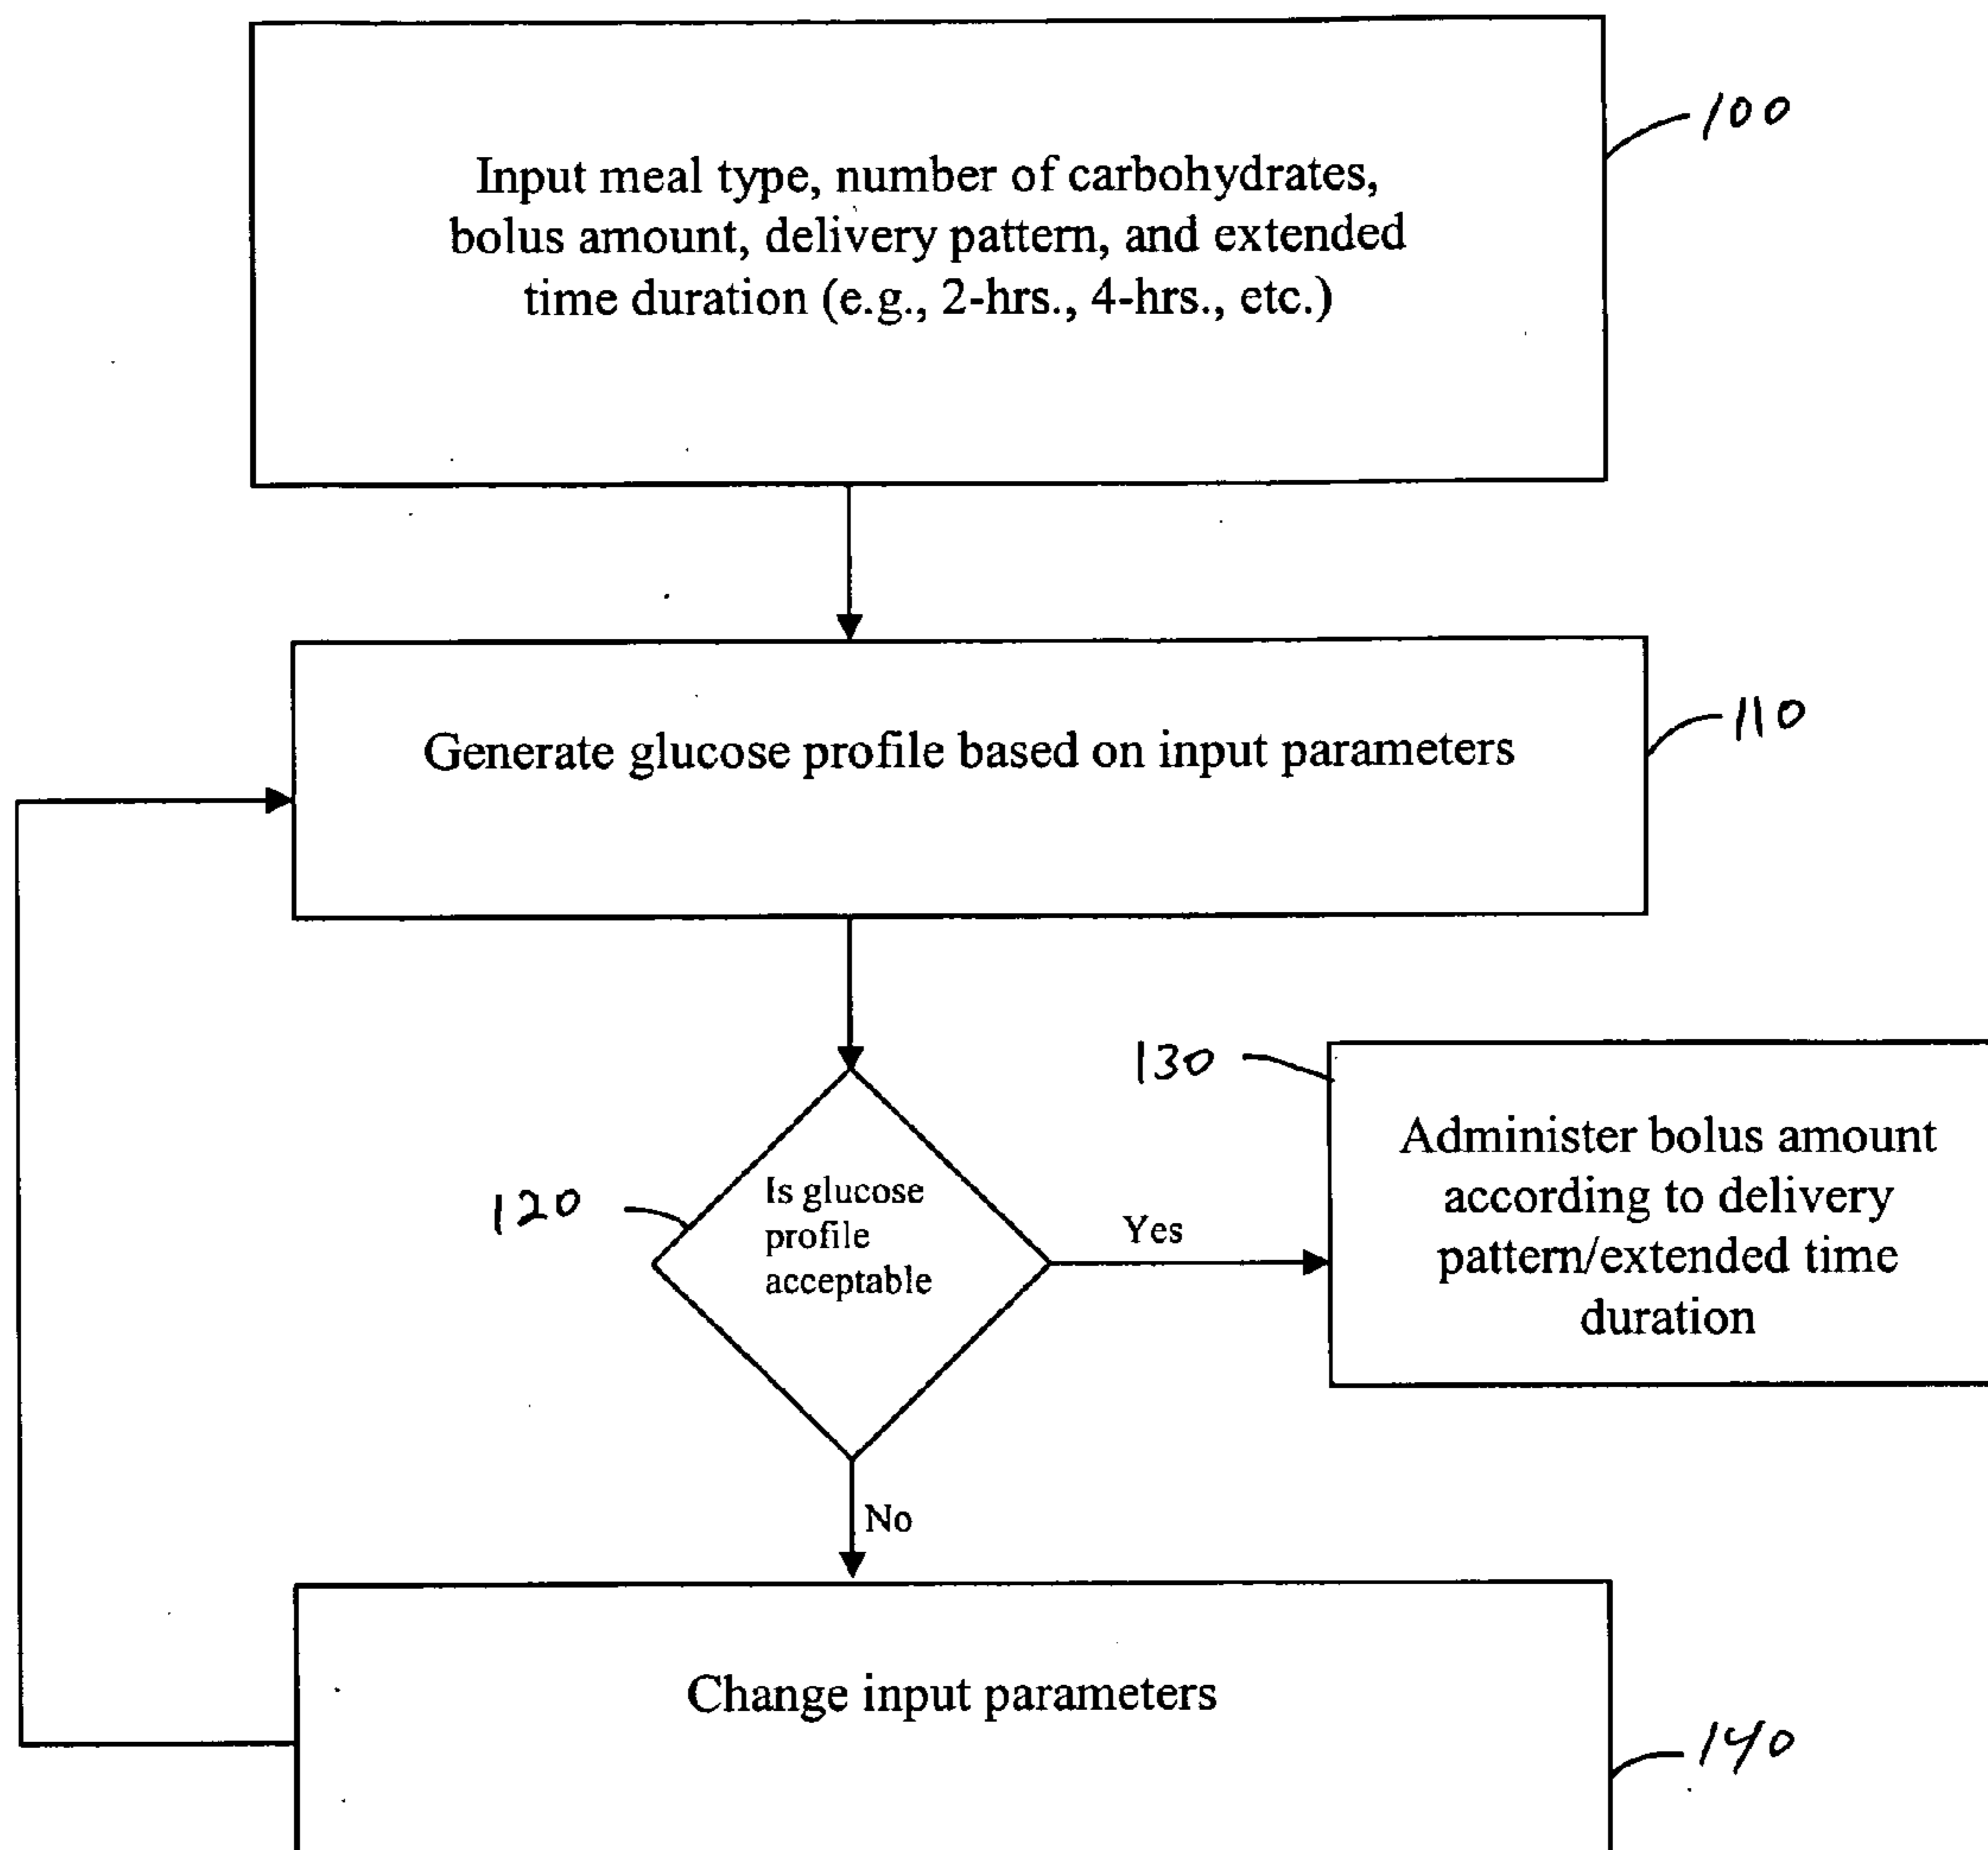 100
Input meal type, number of carbohydrates,
bolus amount, delivery pattern, and extended
time duration (e.g., 2-hrs., 4-hrs., etc.)
110
Generate glucose profile based on input parameters
130
Administer bolus amount
according to delivery
pattern/extended time
duration
120
Is glucose
profile
acceptable
Yes
No
Change input parameters
140